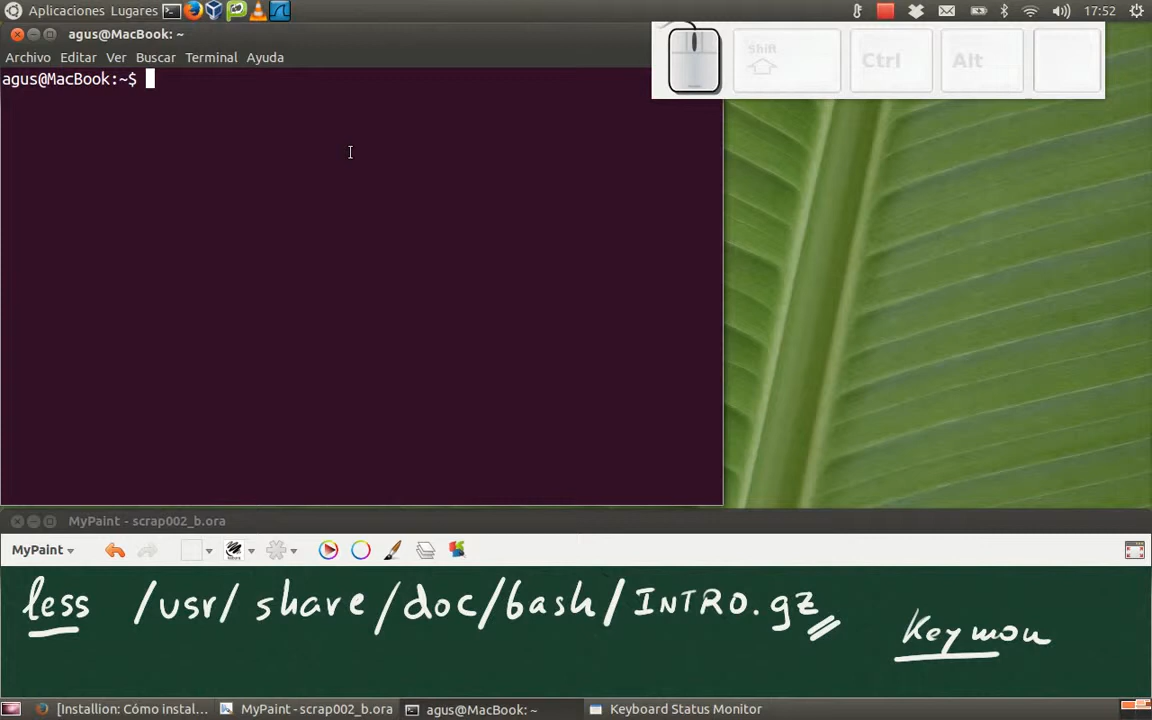 Aplicaciones Lugares 17:52
agus@MacBook: ~
Archivo Editar Ver Buscar Terminal Ayuda
Shift Ctrl Alt
agus@MacBook:~$
MyPaint - scrap002_b.ora
MyPaint
less /usr/share/doc/bash/INTRO.gz
Keymon
[Installion: Cómo instal... MyPaint - scrap002_b.ora agus@MacBook: ~ Keyboard Status Monitor